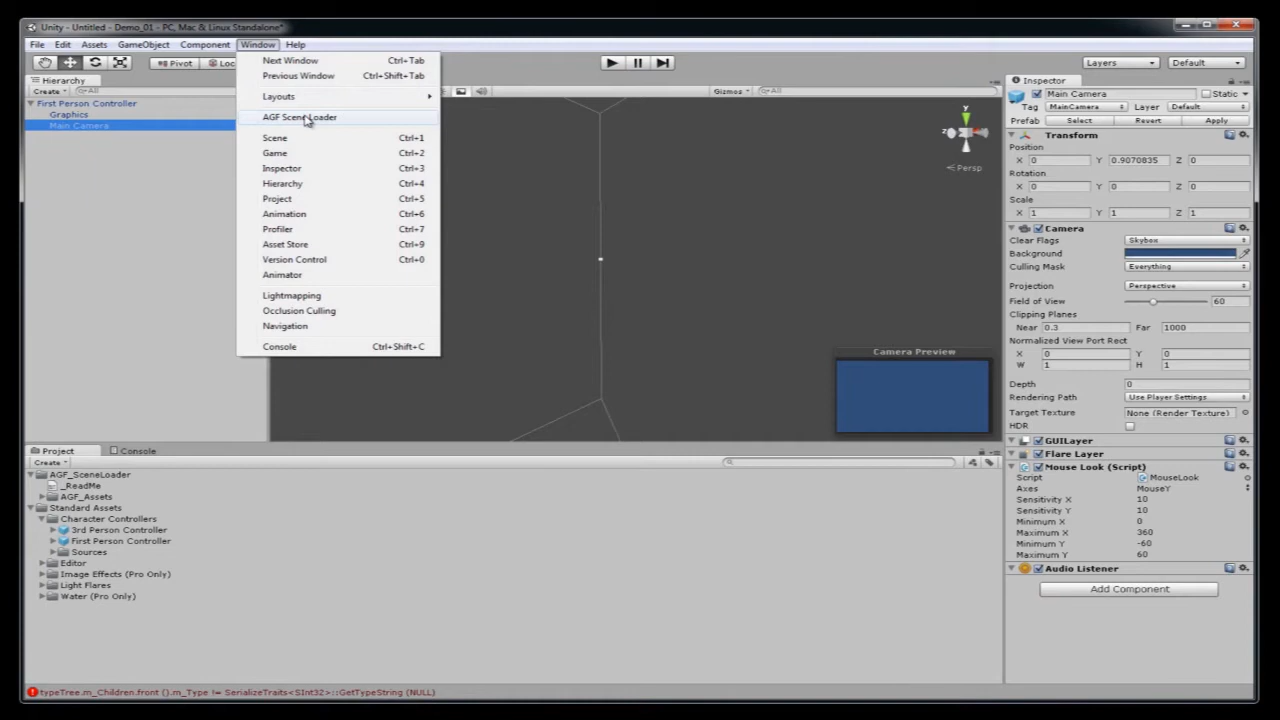 Unity - Untitled - Demo_01 - PC, Mac & Linux Standalone*
File Edit Assets GameObject Component Window Help
Pivot Loc
Layers Default
Hierarchy
Create All
First Person Controller
Graphics
Main Camera
Next Window Ctrl+Tab
Previous Window Ctrl+Shift+Tab
Layouts
AGF Scene Loader
Scene Ctrl+1
Game Ctrl+2
Inspector Ctrl+3
Hierarchy Ctrl+4
Project Ctrl+5
Animation Ctrl+6
Profiler Ctrl+7
Asset Store Ctrl+9
Version Control Ctrl+0
Animator
Lightmapping
Occlusion Culling
Navigation
Console Ctrl+Shift+C
Gizmos All
y
z
Persp
Camera Preview
Inspector
Main Camera Static
Tag MainCamera Layer Default
Prefab Select Revert Apply
Transform
Position
X 0 Y 0.9070835 Z 0
Rotation
X 0 Y 0 Z 0
Scale
X 1 Y 1 Z 1
Camera
Clear Flags Skybox
Background
Culling Mask Everything
Projection Perspective
Field of View 60
Clipping Planes
Near 0.3 Far 1000
Normalized View Port Rect
X 0 Y 0
W 1 H 1
Depth 0
Rendering Path Use Player Settings
Target Texture None (Render Texture)
HDR
GUILayer
Flare Layer
Mouse Look (Script)
Script MouseLook
Axes MouseY
Sensitivity X 10
Sensitivity Y 10
Minimum X 0
Maximum X 360
Minimum Y -60
Maximum Y 60
Audio Listener
Add Component
Project Console
Create
AGF_SceneLoader
_ReadMe
AGF_Assets
Standard Assets
Character Controllers
3rd Person Controller
First Person Controller
Sources
Editor
Image Effects (Pro Only)
Light Flares
Water (Pro Only)
typeTree.m_Children.front ().m_Type != SerializeTraits<SInt32>::GetTypeString (NULL)